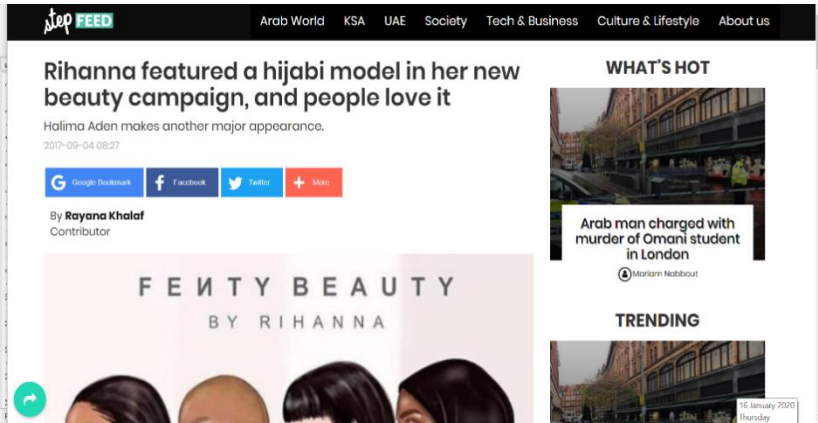 step FEED
Arab World KSA UAE Society Tech & Business Culture & Lifestyle About us
Rihanna featured a hijabi model in her new
beauty campaign, and people love it
Halima Aden makes another major appearance.
2017-09-04 08:27
Google Bookmark Facebook Twitter More
By Rayana Khalaf
Contributor
FEИTY BEAUTY
BY RIHANNA
WHAT'S HOT
Arab man charged with
murder of Omani student
in London
Mariam Nabbout
TRENDING
16 January 2020
Thursday